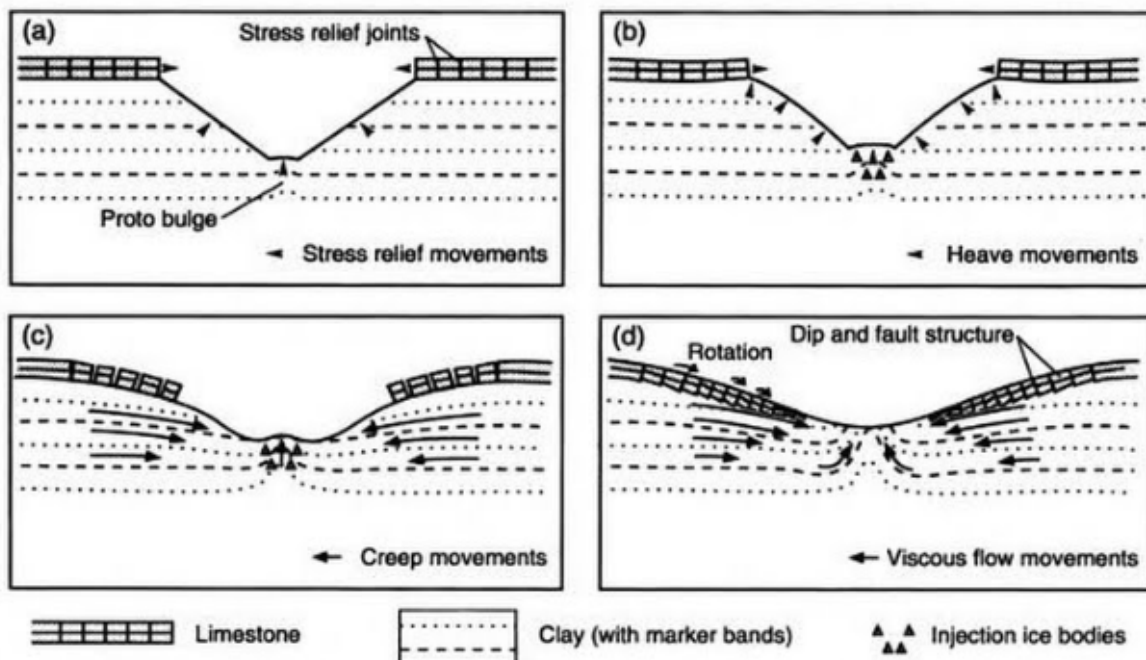 (a)
Stress relief joints
Proto bulge
Stress relief movements
(b)
Heave movements
(c)
Creep movements
(d)
Dip and fault structure
Rotation
Viscous flow movements
Limestone
Clay (with marker bands)
Injection ice bodies